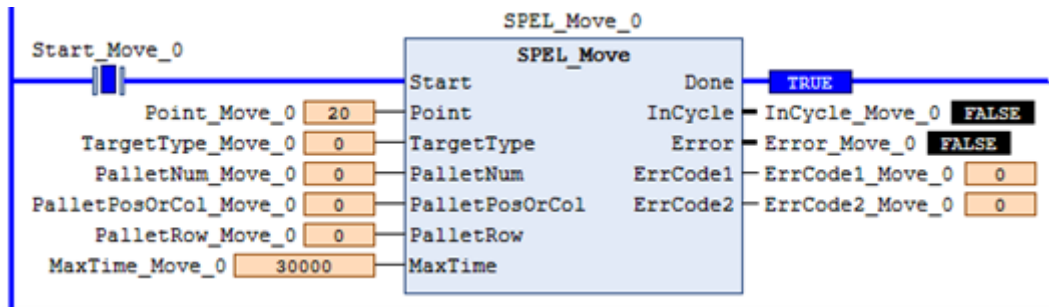 SPEL_Move_0
Start_Move_0 SPEL_Move
Start Done TRUE
Point_Move_0 20 Point InCycle InCycle_Move_0 FALSE
TargetType_Move_0 0 TargetType Error Error_Move_0 FALSE
PalletNum_Move_0 0 PalletNum ErrCode1 ErrCode1_Move_0 0
PalletPosOrCol_Move_0 0 PalletPosOrCol ErrCode2 ErrCode2_Move_0 0
PalletRow_Move_0 0 PalletRow
MaxTime_Move_0 30000 MaxTime